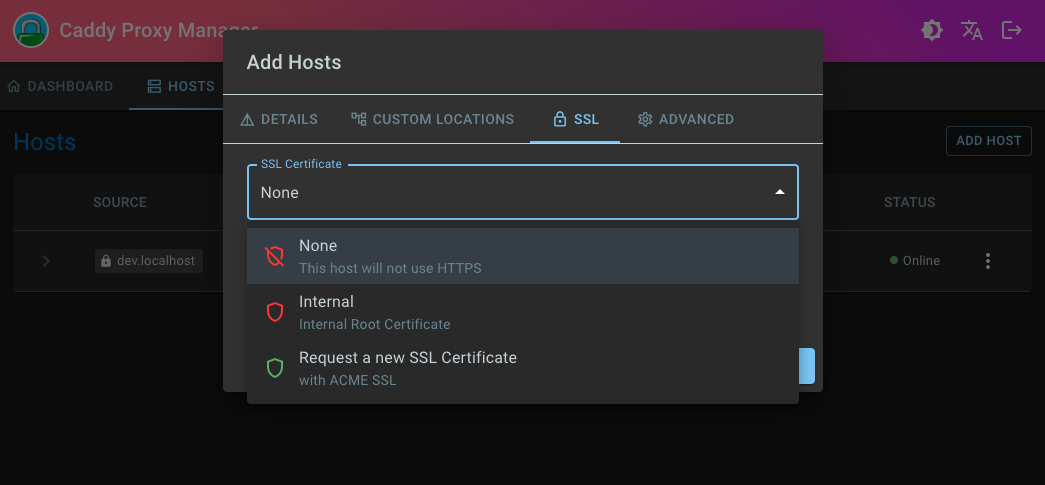 Caddy Proxy Manager
Add Hosts
DASHBOARD
HOSTS
DETAILS
CUSTOM LOCATIONS
SSL
ADVANCED
Hosts
ADD HOST
SSL Certificate
None
SOURCE
STATUS
None
This host will not use HTTPS
dev.localhost
Online
Internal
Internal Root Certificate
Request a new SSL Certificate
with ACME SSL